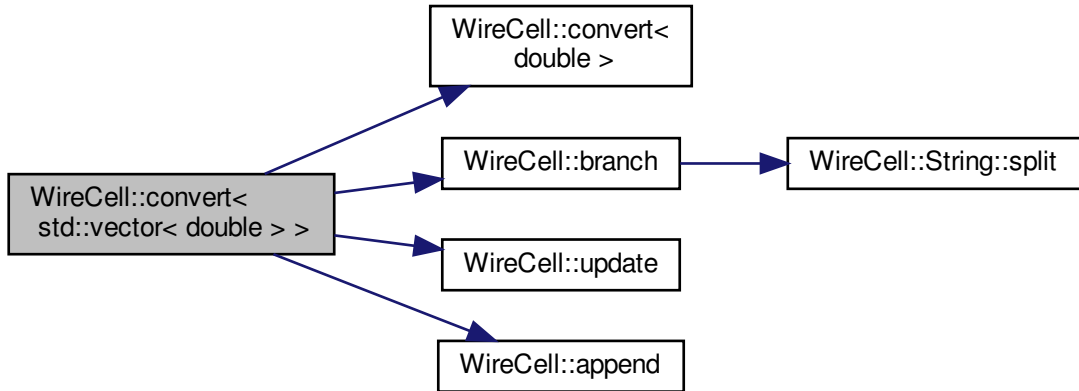 WireCell::convert<
double >
WireCell::branch
WireCell::String::split
WireCell::convert<
std::vector< double > >
WireCell::update
WireCell::append